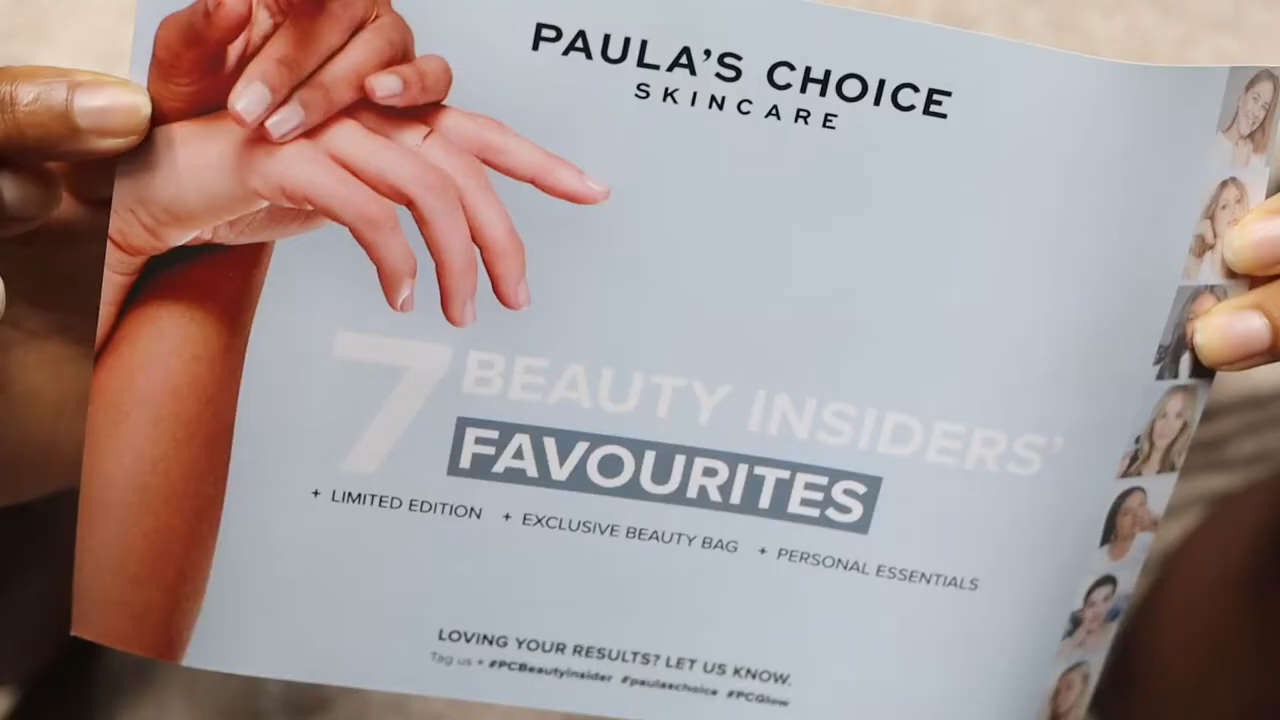 PAULA'S CHOICE
SKINCARE
7 BEAUTY INSIDERS'
FAVOURITES
+ LIMITED EDITION + EXCLUSIVE BEAUTY BAG + PERSONAL ESSENTIALS
LOVING YOUR RESULTS? LET US KNOW.
Tag us + #PCBeautyInsider #paulaschoice #PCGlow